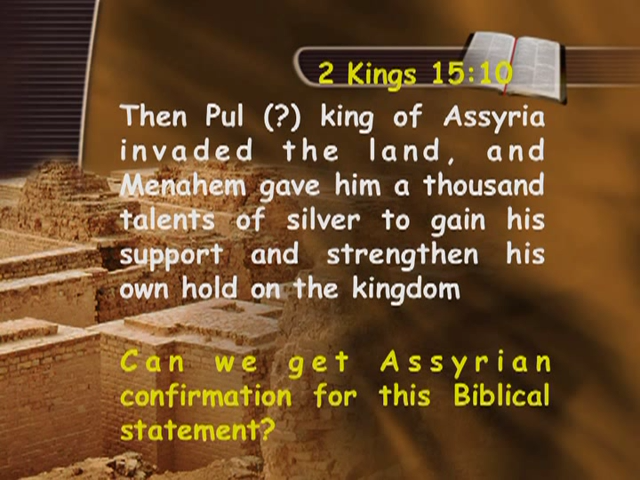 2 Kings 15:10
Then Pul (?) king of Assyria
invaded the land, and
Menahem gave him a thousand
talents of silver to gain his
support and strengthen his
own hold on the kingdom
Can we get Assyrian
confirmation for this Biblical
statement?